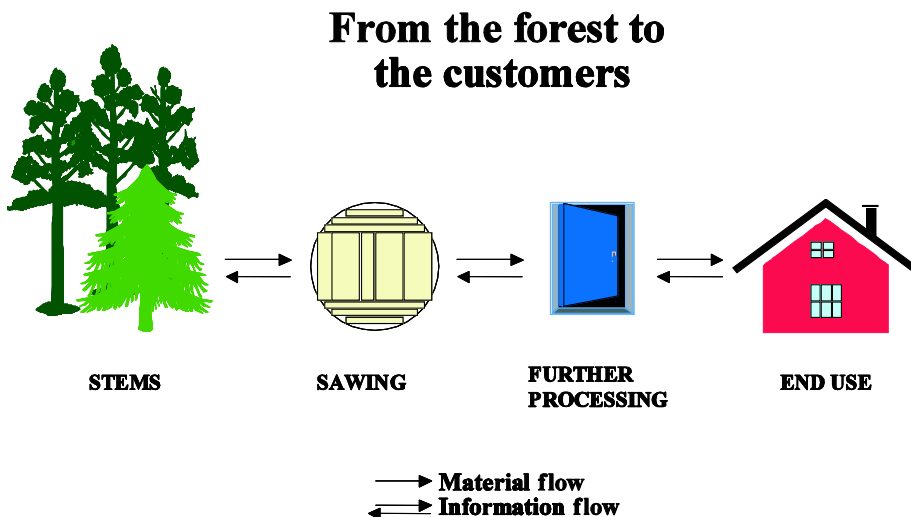 From the forest to
the customers
STEMS
SAWING
FURTHER
PROCESSING
END USE
Material flow
Information flow